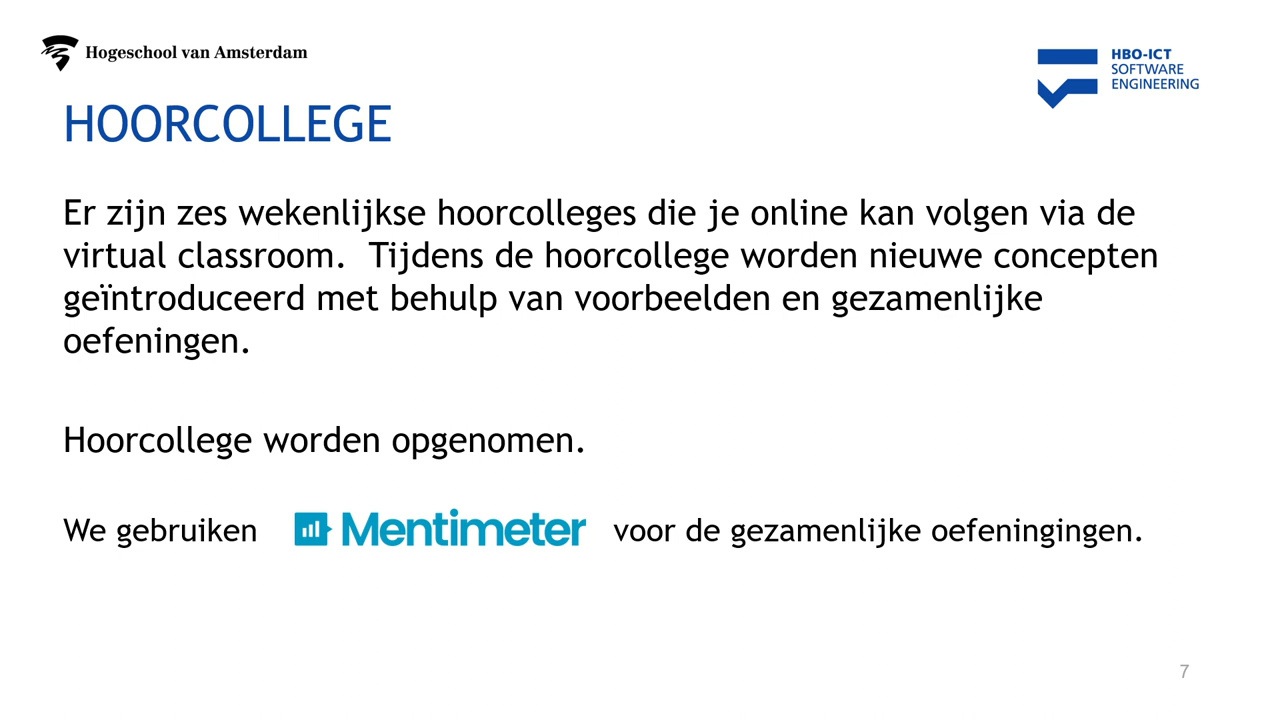 Hogeschool van Amsterdam
HBO-ICT
SOFTWARE
ENGINEERING
HOORCOLLEGE
Er zijn zes wekenlijkse hoorcolleges die je online kan volgen via de
virtual classroom.  Tijdens de hoorcollege worden nieuwe concepten
geïntroduceerd met behulp van voorbeelden en gezamenlijke
oefeningen.
Hoorcollege worden opgenomen.
We gebruiken Mentimeter voor de gezamenlijke oefeningingen.
7